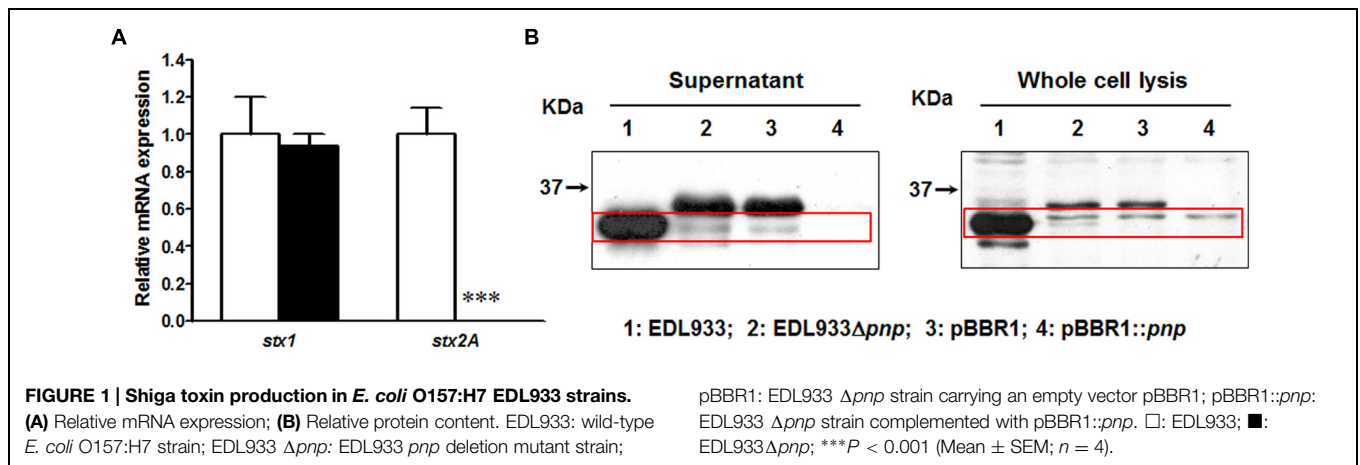 A
Relative mRNA expression
1.4
1.2
1.0
0.8
0.6
0.4
0.2
0.0
***
stx1 stx2A
B
Supernatant
KDa
1 2 3 4
37→
Whole cell lysis
KDa
1 2 3 4
37→
1: EDL933; 2: EDL933Δpnp; 3: pBBR1; 4: pBBR1::pnp
FIGURE 1 | Shiga toxin production in E. coli O157:H7 EDL933 strains.
(A) Relative mRNA expression; (B) Relative protein content. EDL933: wild-type
E. coli O157:H7 strain; EDL933 Δpnp: EDL933 pnp deletion mutant strain;
pBBR1: EDL933 Δpnp strain carrying an empty vector pBBR1; pBBR1::pnp:
EDL933 Δpnp strain complemented with pBBR1::pnp. □: EDL933; ■:
EDL933Δpnp; ***P < 0.001 (Mean ± SEM; n = 4).